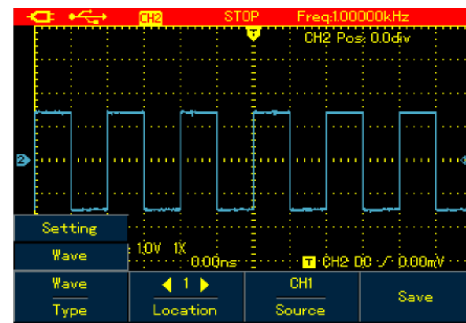 CH2 STOP Freq:1.00000kHz
T
CH2 Pos: 0.0div
2
Setting
Wave
1.0V 1X
0.00ns
T CH2 DC 0.00mV
Wave 1 CH1 Save
Type Location Source